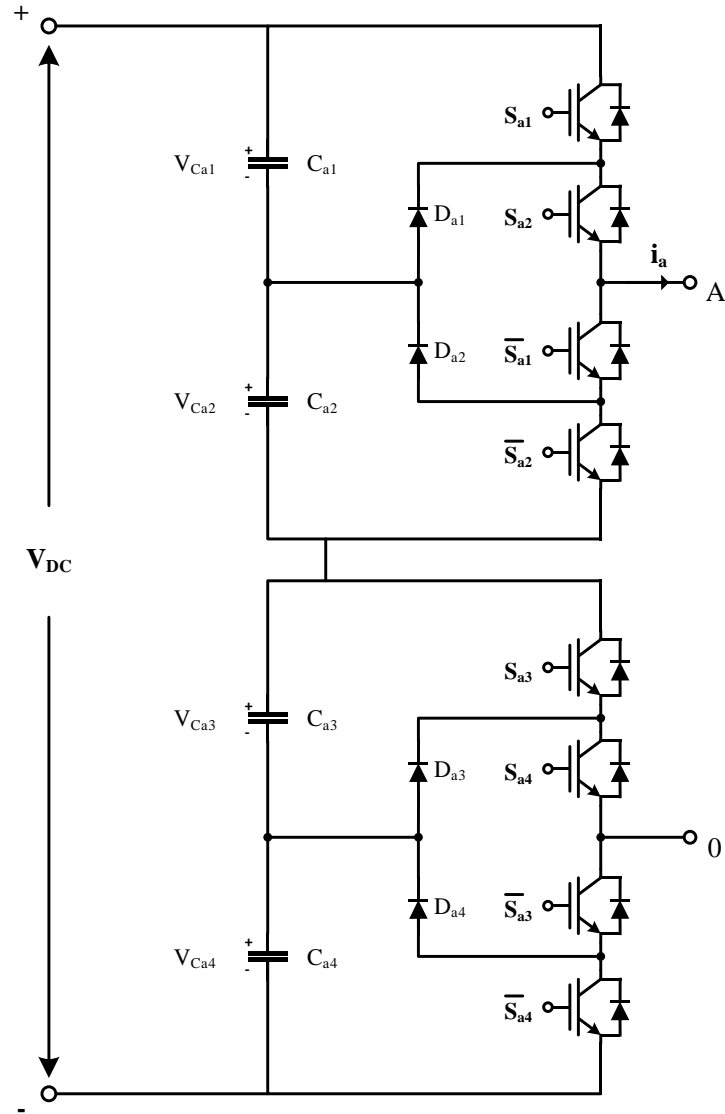 +
S_a1
+
V_Ca1 C_a1
-
D_a1 S_a2
i_a
A
D_a2 S̅_a1
+
V_Ca2 C_a2
-
S̅_a2
V_DC
S_a3
+
V_Ca3 C_a3
-
D_a3 S_a4
0
D_a4 S̅_a3
+
V_Ca4 C_a4
-
S̅_a4
-